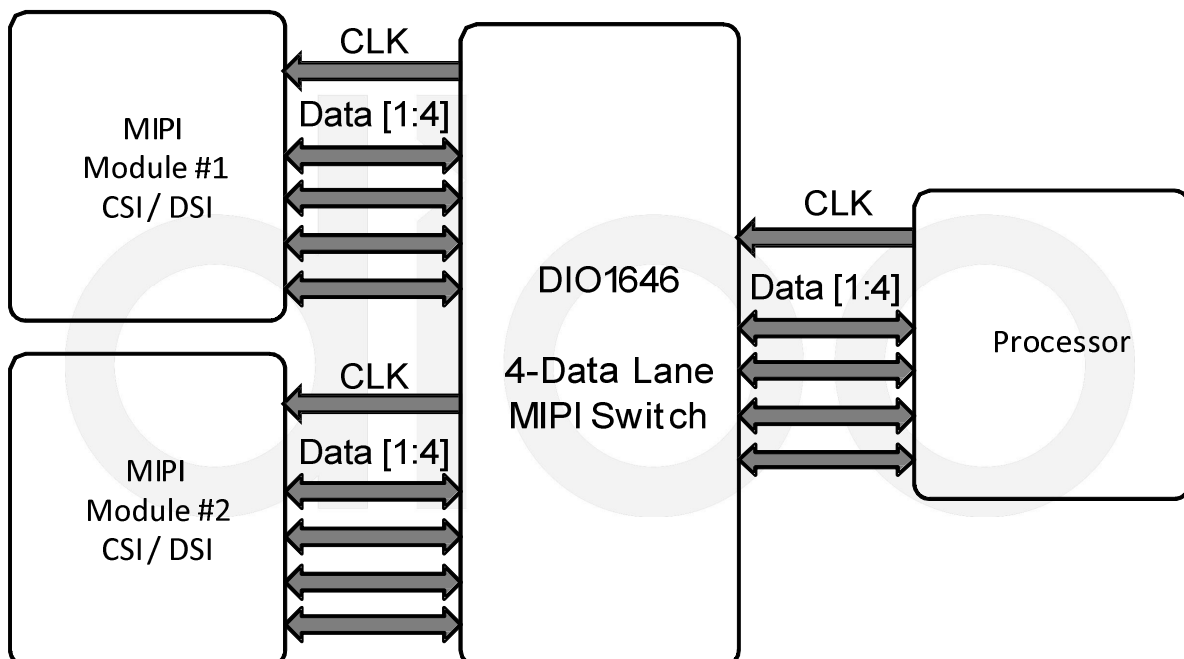 CLK
Data [1:4]
MIPI
Module #1
CSI / DSI
CLK
Data [1:4]
MIPI
Module #2
CSI / DSI
DIO1646
4-Data Lane
MIPI Switch
CLK
Data [1:4]
Processor
dioo